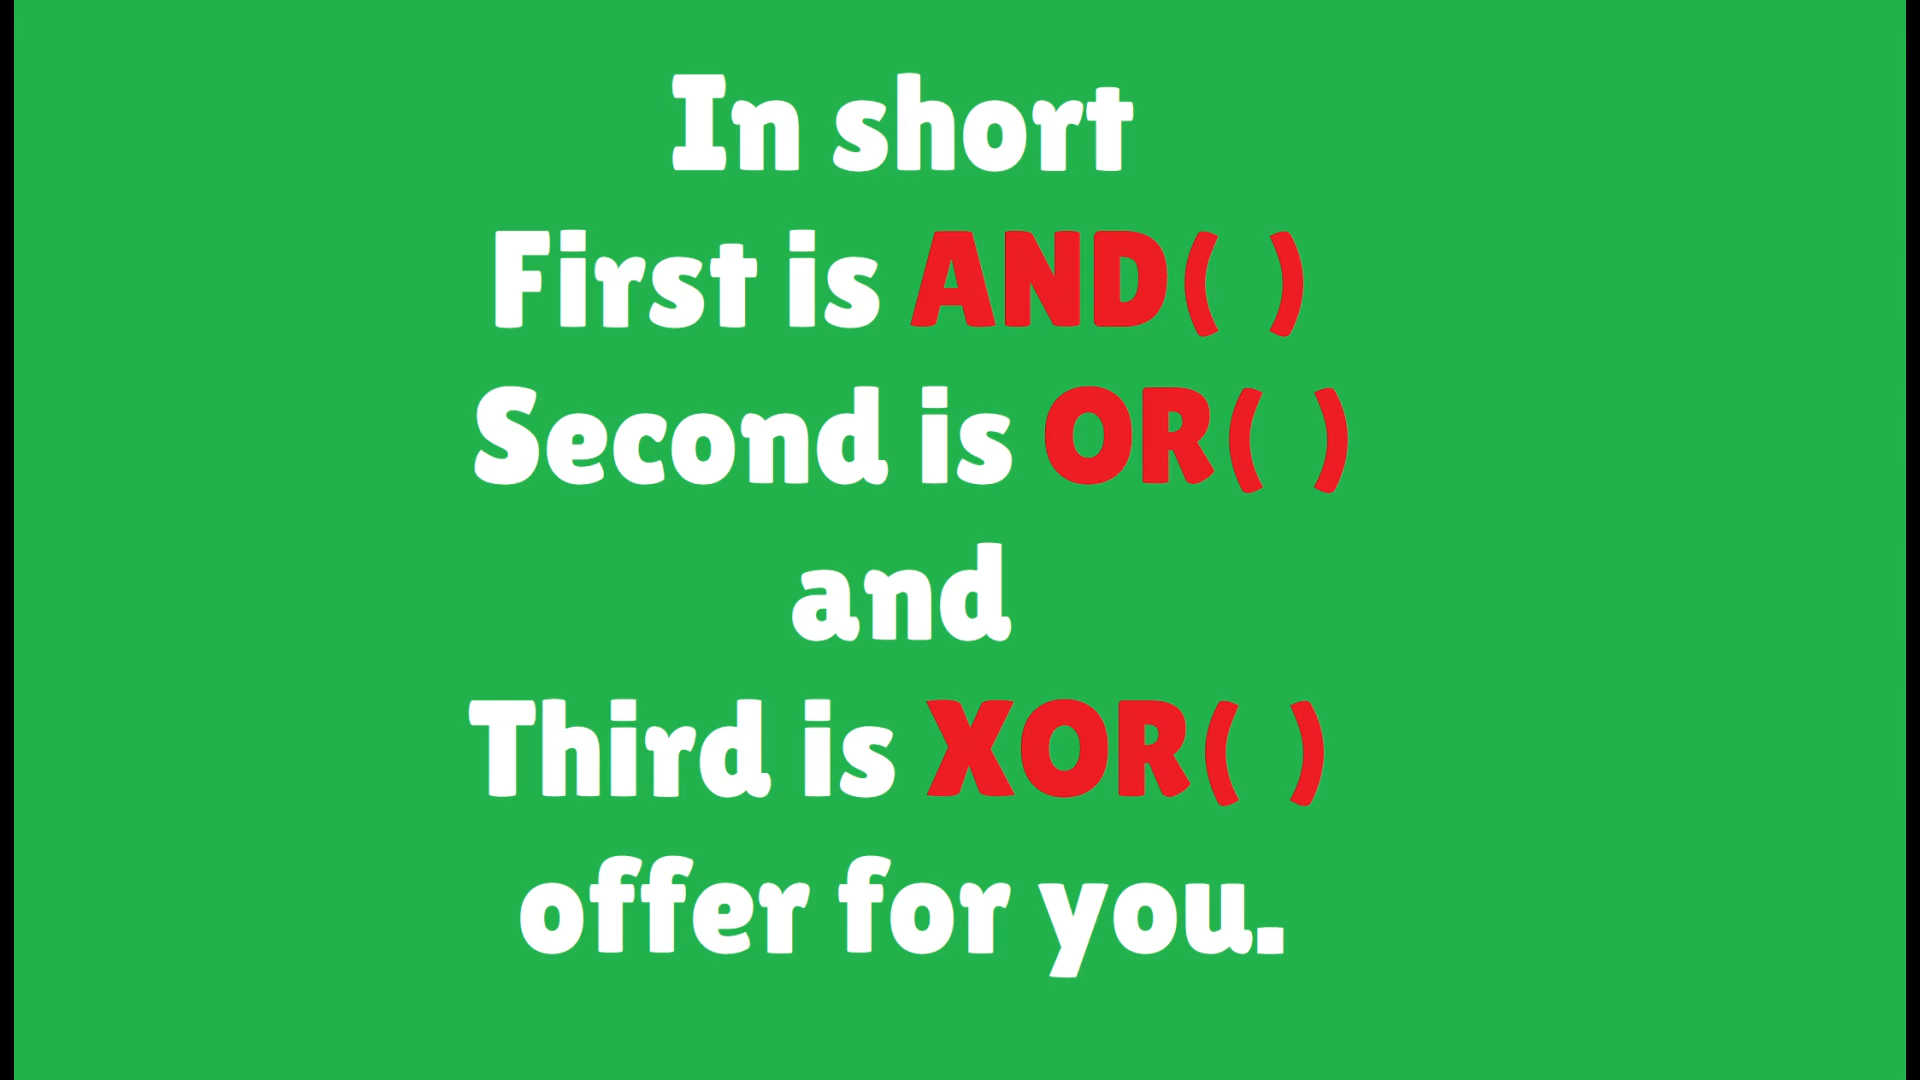 In short
First is AND( )
Second is OR( )
and
Third is XOR( )
offer for you.